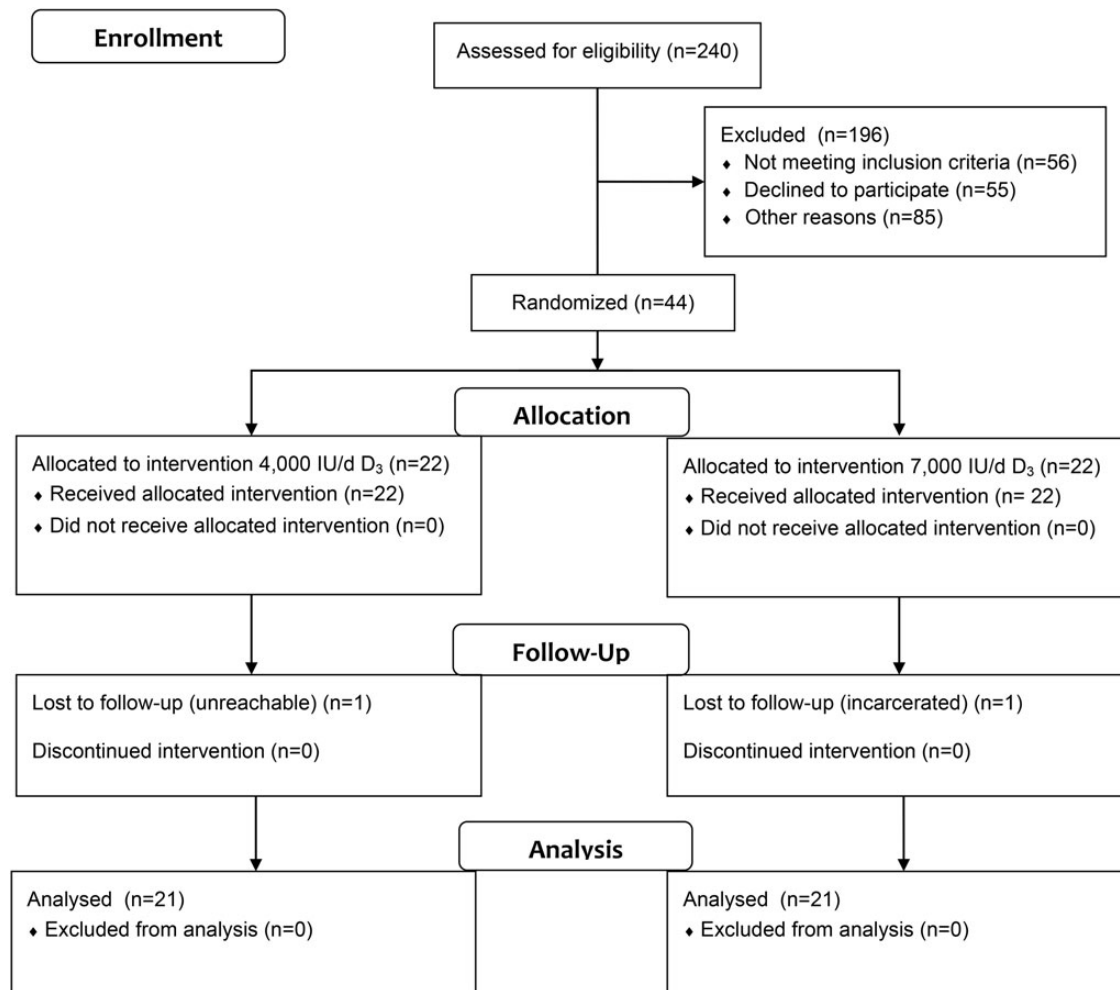 Enrollment
Assessed for eligibility (n=240)
Excluded (n=196)
♦ Not meeting inclusion criteria (n=56)
♦ Declined to participate (n=55)
♦ Other reasons (n=85)
Randomized (n=44)
Allocation
Allocated to intervention 4,000 IU/d D₃ (n=22)
♦ Received allocated intervention (n=22)
♦ Did not receive allocated intervention (n=0)
Allocated to intervention 7,000 IU/d D₃ (n=22)
♦ Received allocated intervention (n= 22)
♦ Did not receive allocated intervention (n=0)
Follow-Up
Lost to follow-up (unreachable) (n=1)
Discontinued intervention (n=0)
Lost to follow-up (incarcerated) (n=1)
Discontinued intervention (n=0)
Analysis
Analysed (n=21)
♦ Excluded from analysis (n=0)
Analysed (n=21)
♦ Excluded from analysis (n=0)